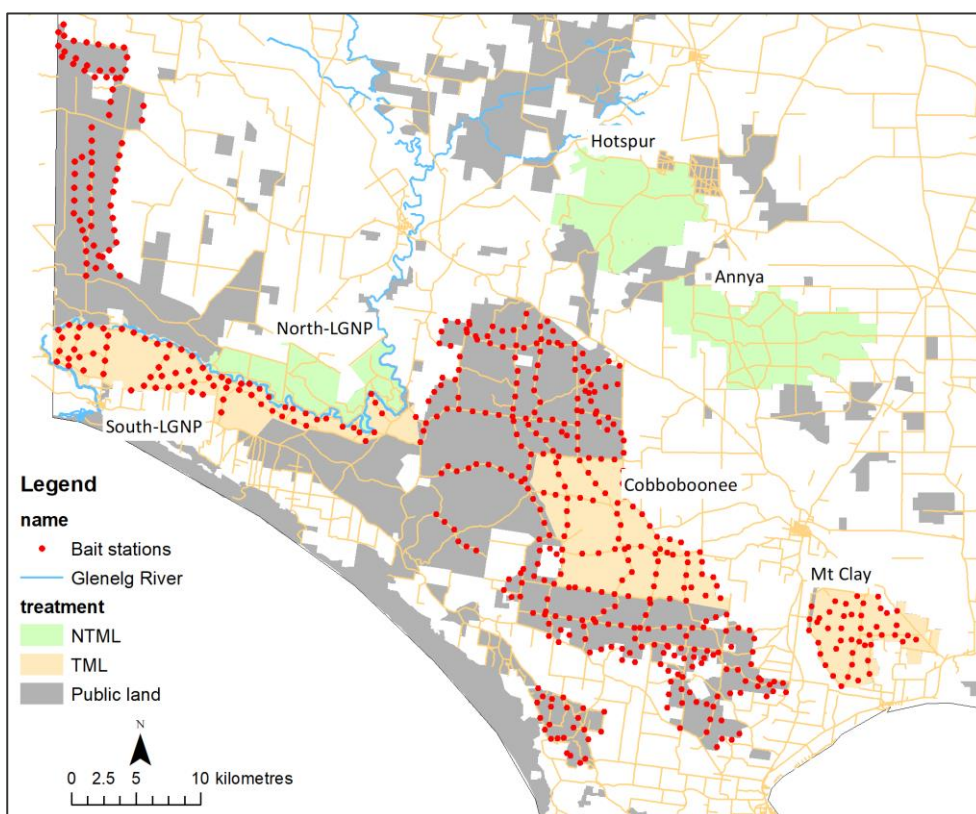 Hotspur
Annya
North-LGNP
South-LGNP
Cobboboonee
Mt Clay
Legend
name
Bait stations
Glenelg River
treatment
NTML
TML
Public land
N
0 2.5 5 10 kilometres